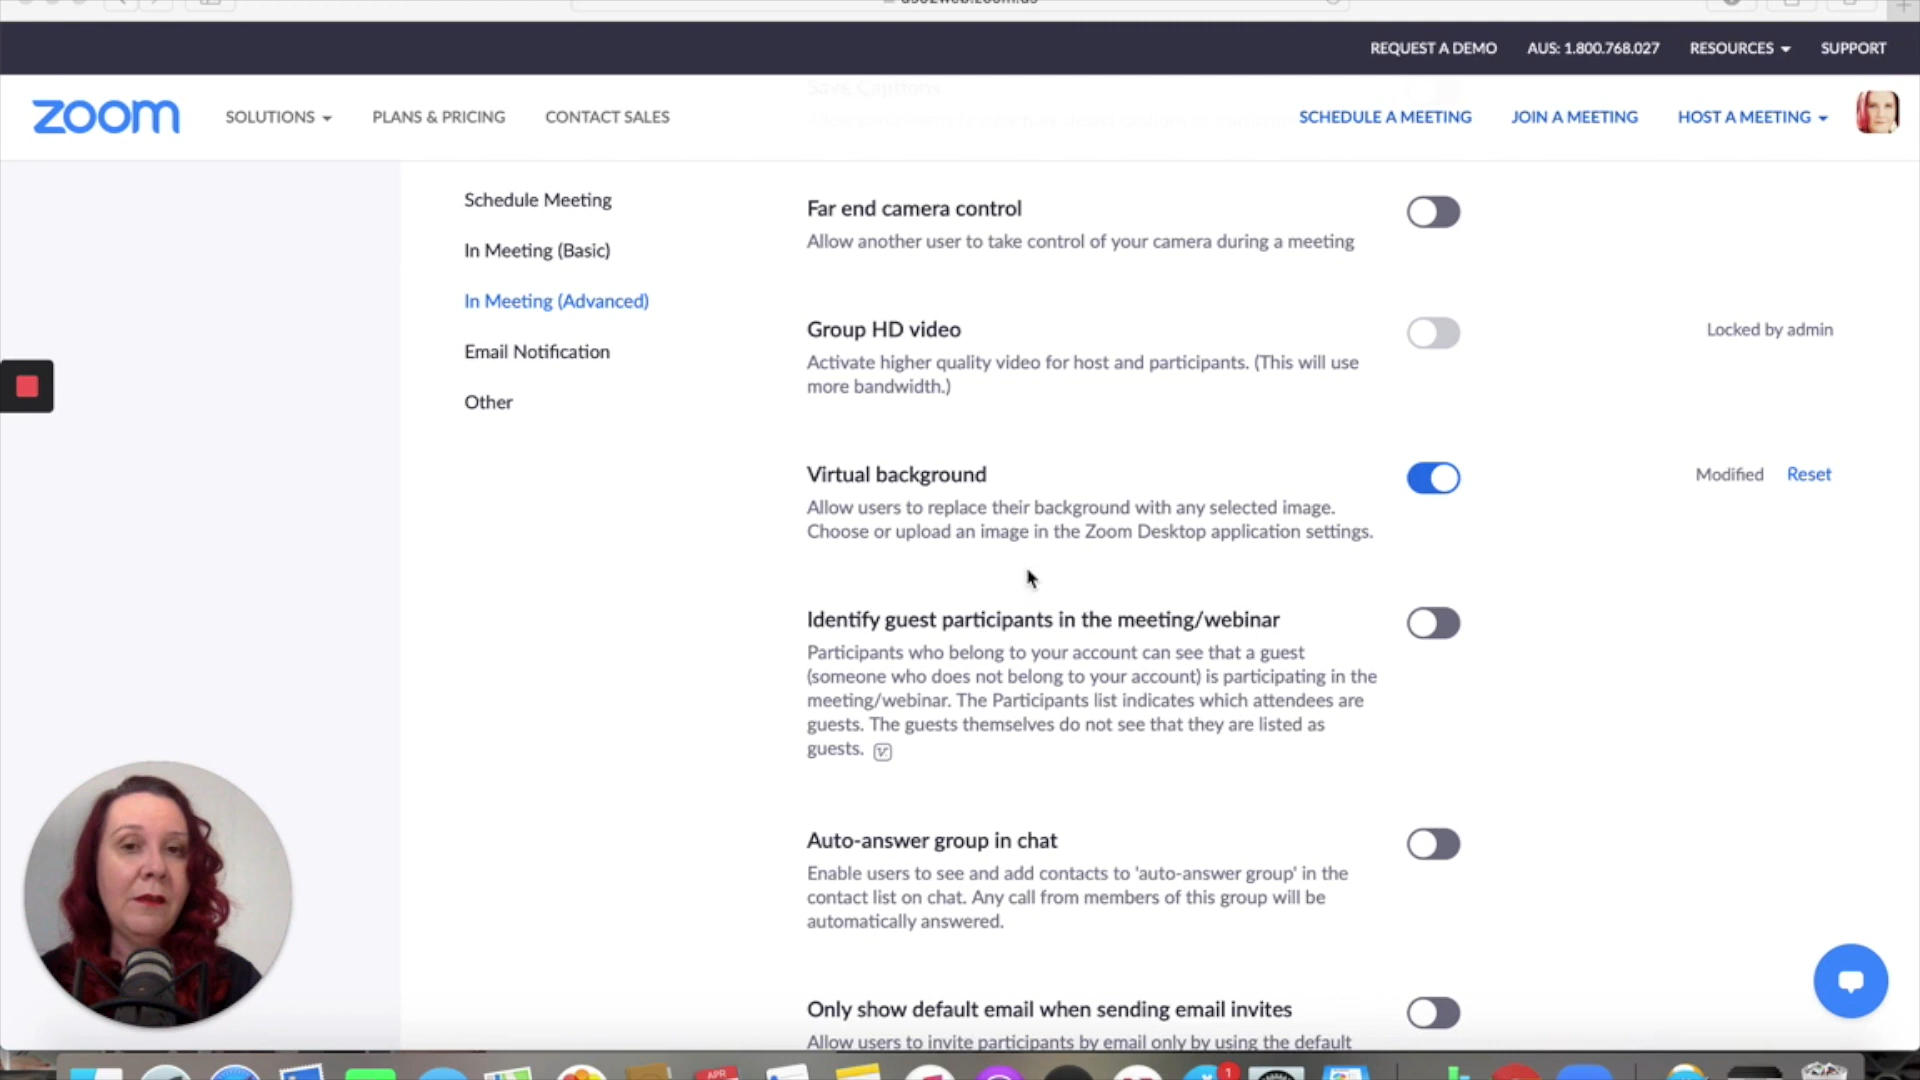 REQUEST A DEMO AUS: 1.800.768.027 RESOURCES SUPPORT
zoom SOLUTIONS PLANS & PRICING CONTACT SALES SCHEDULE A MEETING JOIN A MEETING HOST A MEETING
Save Captions
Schedule Meeting
In Meeting (Basic)
In Meeting (Advanced)
Email Notification
Other
Far end camera control
Allow another user to take control of your camera during a meeting
Group HD video
Locked by admin
Activate higher quality video for host and participants. (This will use
more bandwidth.)
Virtual background
Modified Reset
Allow users to replace their background with any selected image.
Choose or upload an image in the Zoom Desktop application settings.
Identify guest participants in the meeting/webinar
Participants who belong to your account can see that a guest
(someone who does not belong to your account) is participating in the
meeting/webinar. The Participants list indicates which attendees are
guests. The guests themselves do not see that they are listed as
guests.
Auto-answer group in chat
Enable users to see and add contacts to 'auto-answer group' in the
contact list on chat. Any call from members of this group will be
automatically answered.
Only show default email when sending email invites
Allow users to invite participants by email only by using the default
APR
1